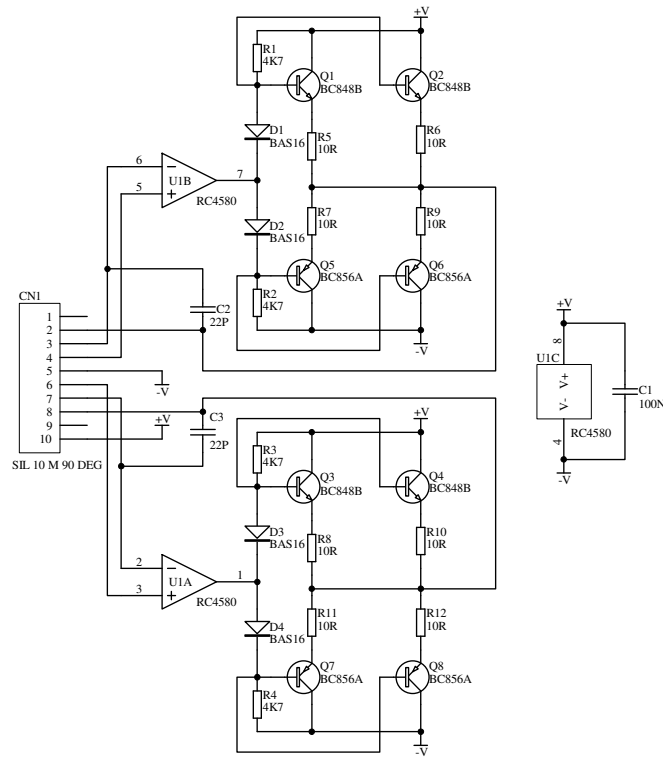 +V
R1
4K7
Q1
BC848B
Q2
BC848B
D1
BAS16
R5
10R
R6
10R
6
5
U1B
7
RC4580
D2
BAS16
R7
10R
R9
10R
Q5
BC856A
Q6
BC856A
R2
4K7
C2
22P
-V
CN1
1
2
3
4
5
6
7
8
9
10
SIL 10 M 90 DEG
-V
+V
C3
22P
+V
8
U1C
V+
V-
4
RC4580
-V
C1
100N
+V
R3
4K7
Q3
BC848B
Q4
BC848B
D3
BAS16
R8
10R
R10
10R
2
3
U1A
1
RC4580
D4
BAS16
R11
10R
R12
10R
Q7
BC856A
Q8
BC856A
R4
4K7
-V